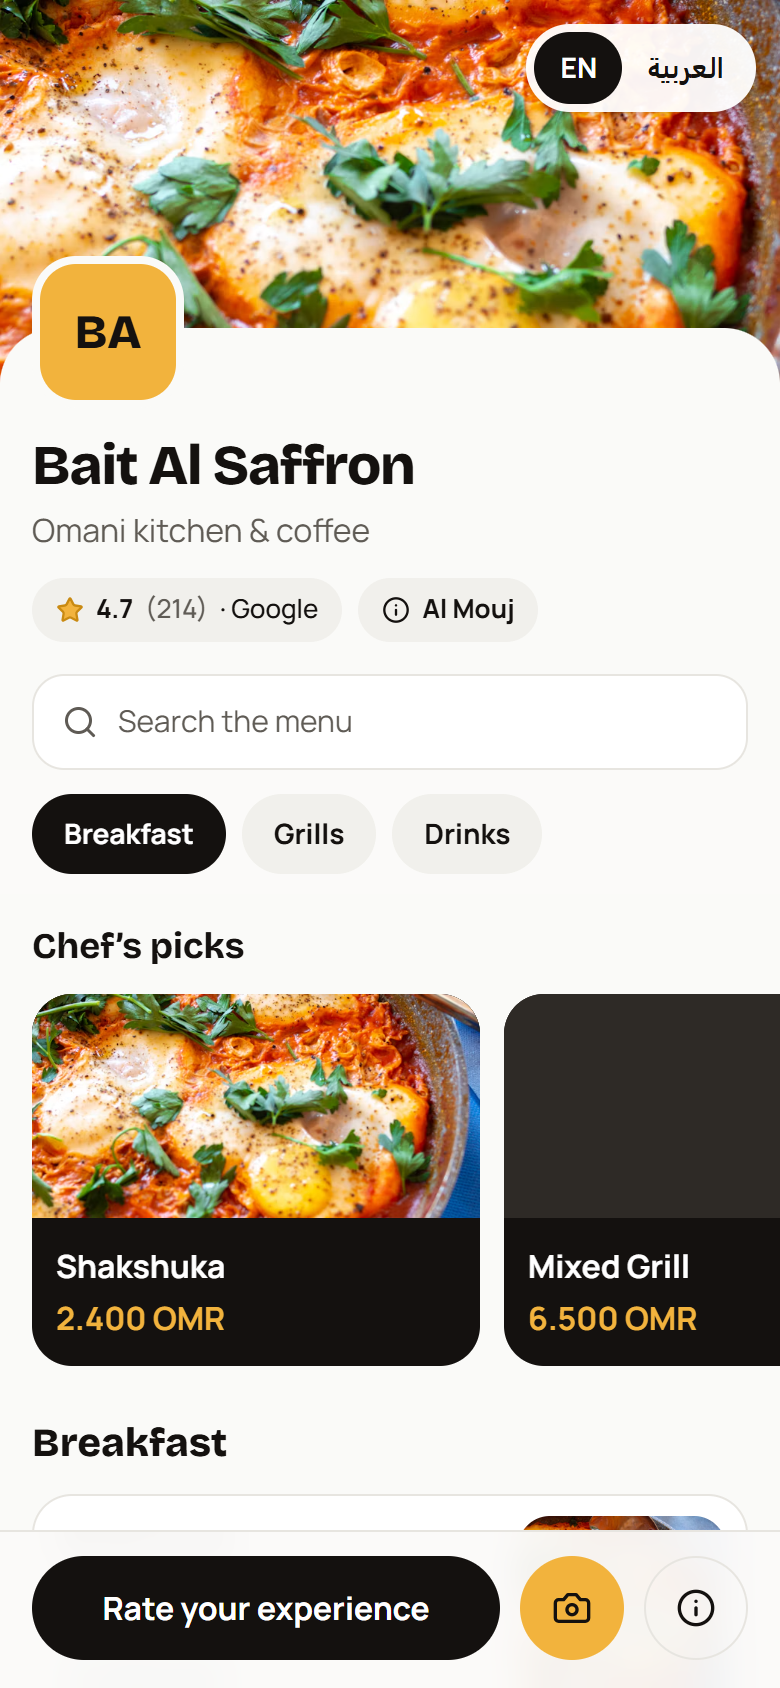 EN العربية
BA
Bait Al Saffron
Omani kitchen & coffee
4.7 (214) · Google Al Mouj
Search the menu
Breakfast Grills Drinks
Chef's picks
Shakshuka Mixed Grill
2.400 OMR 6.500 OMR
Breakfast
Rate your experience